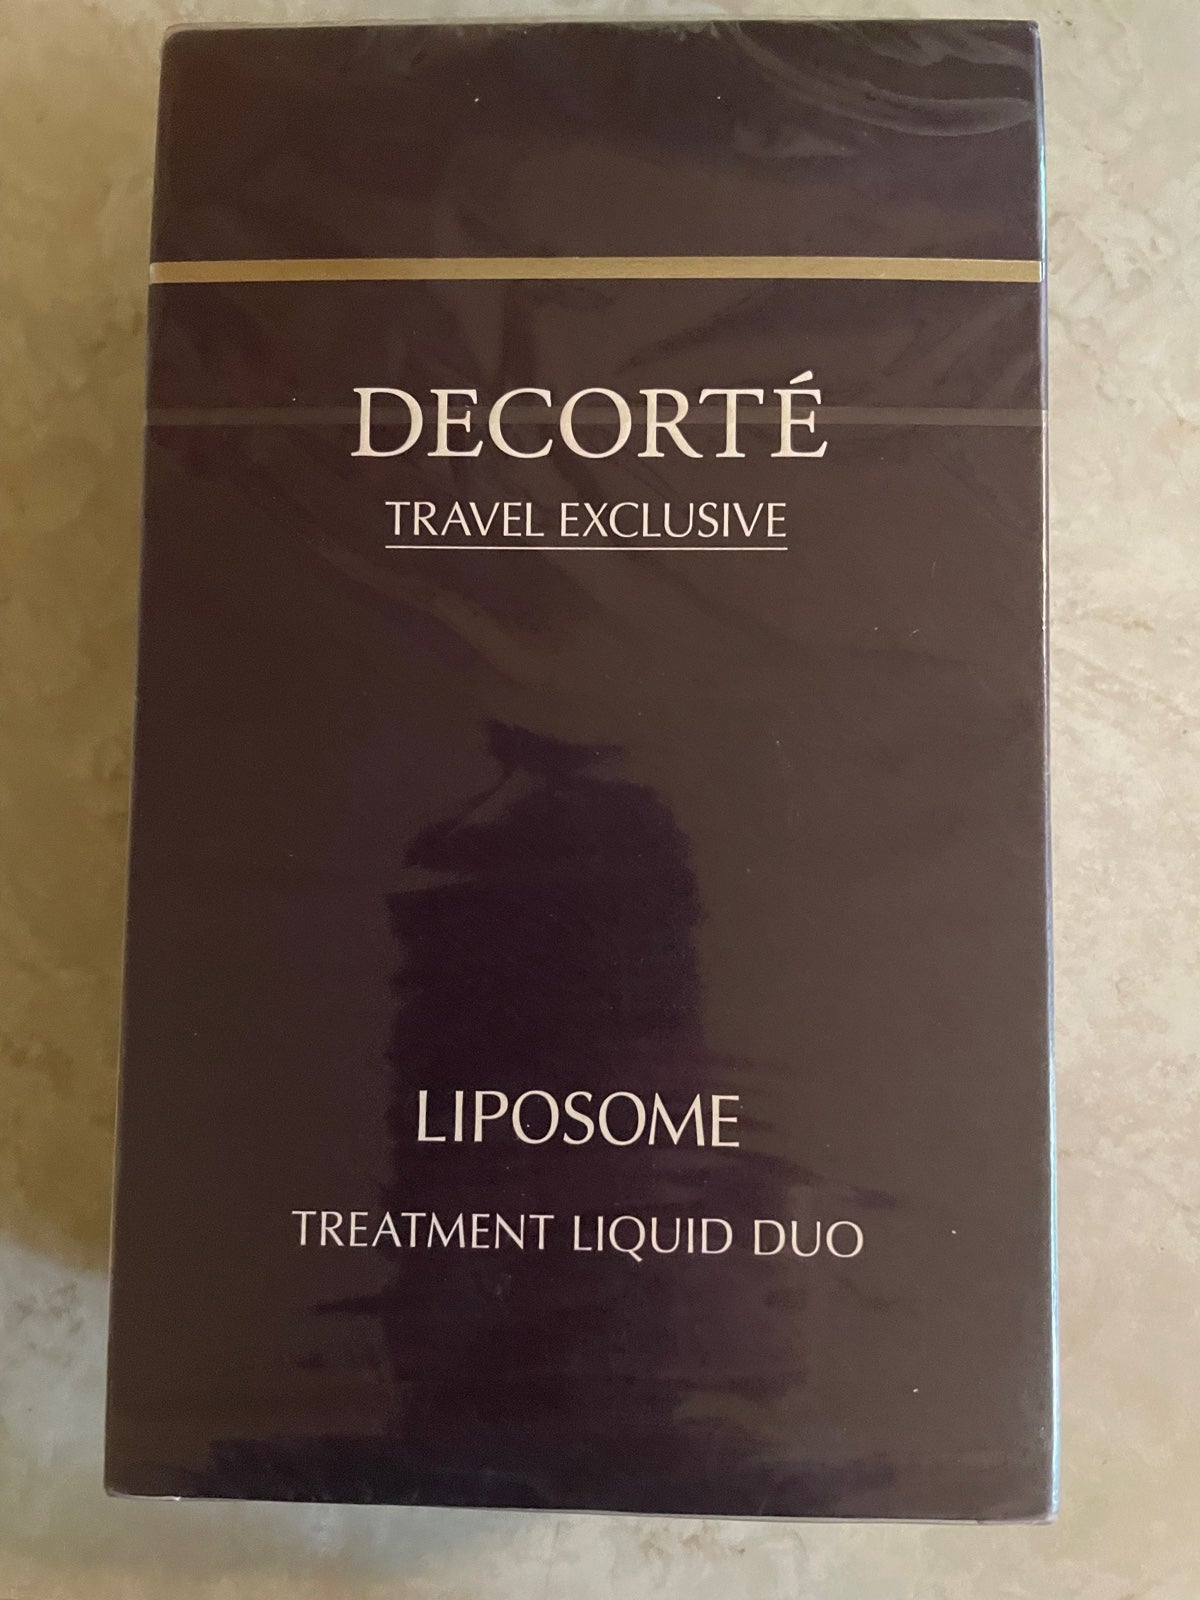 DECORTÉ
TRAVEL EXCLUSIVE
LIPOSOME
TREATMENT LIQUID DUO